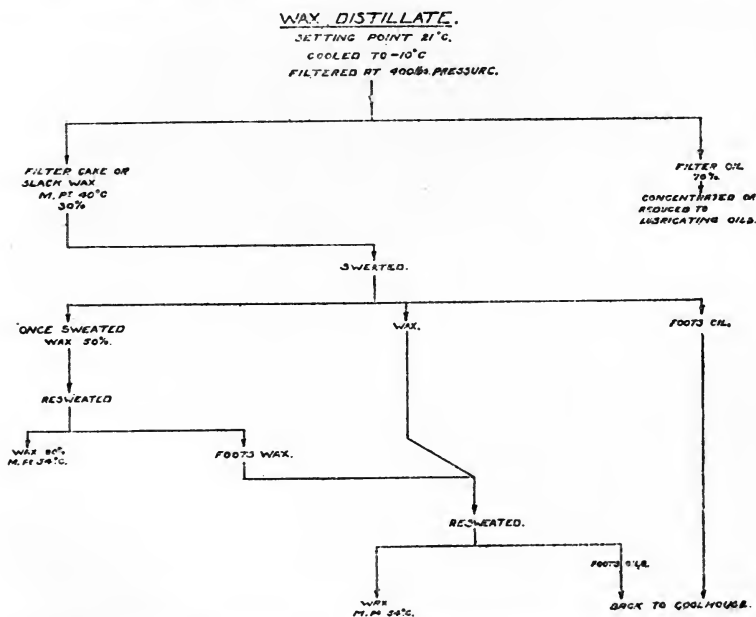 WAX DISTILLATE.
SETTING POINT 21°C.
COOLED TO -10°C
FILTERED AT 400lbs. PRESSURE.
FILTER CAKE OR
SLACK WAX
M. PT 40°C
30%
FILTER OIL
70%
CONCENTRATED OR
REDUCED TO
LUBRICATING OILS.
SWEATED.
ONCE SWEATED
WAX 50%.
WAX.
FOOTS OIL.
RESWEATED
WAX 80%
M. Pt 54°C.
FOOTS WAX.
RESWEATED.
FOOTS
WAX
M. Pt 54°C.
BACK TO COOLHOUSE.